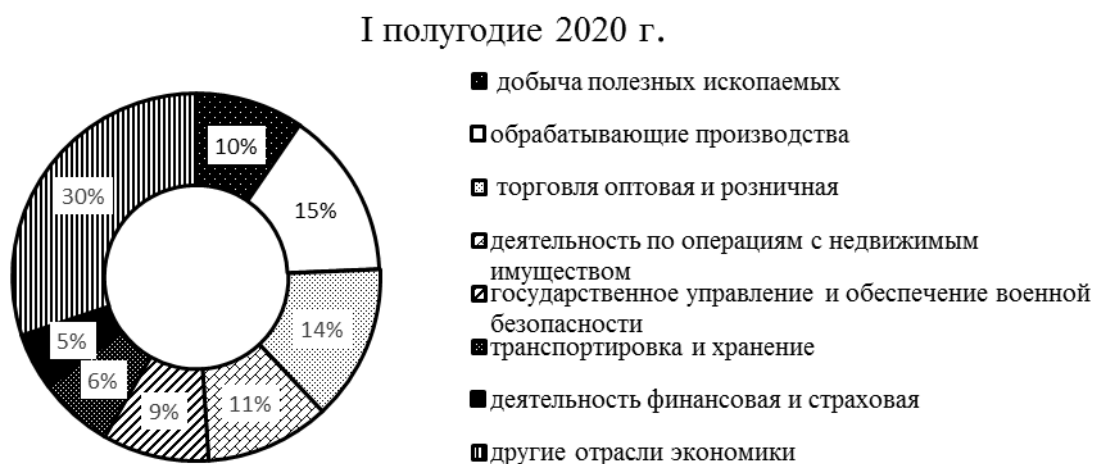 I полугодие 2020 г.
добыча полезных ископаемых
обрабатывающие производства
торговля оптовая и розничная
деятельность по операциям с недвижимым
имуществом
государственное управление и обеспечение военной
безопасности
транспортировка и хранение
деятельность финансовая и страховая
другие отрасли экономики
10%
15%
14%
11%
9%
6%
5%
30%